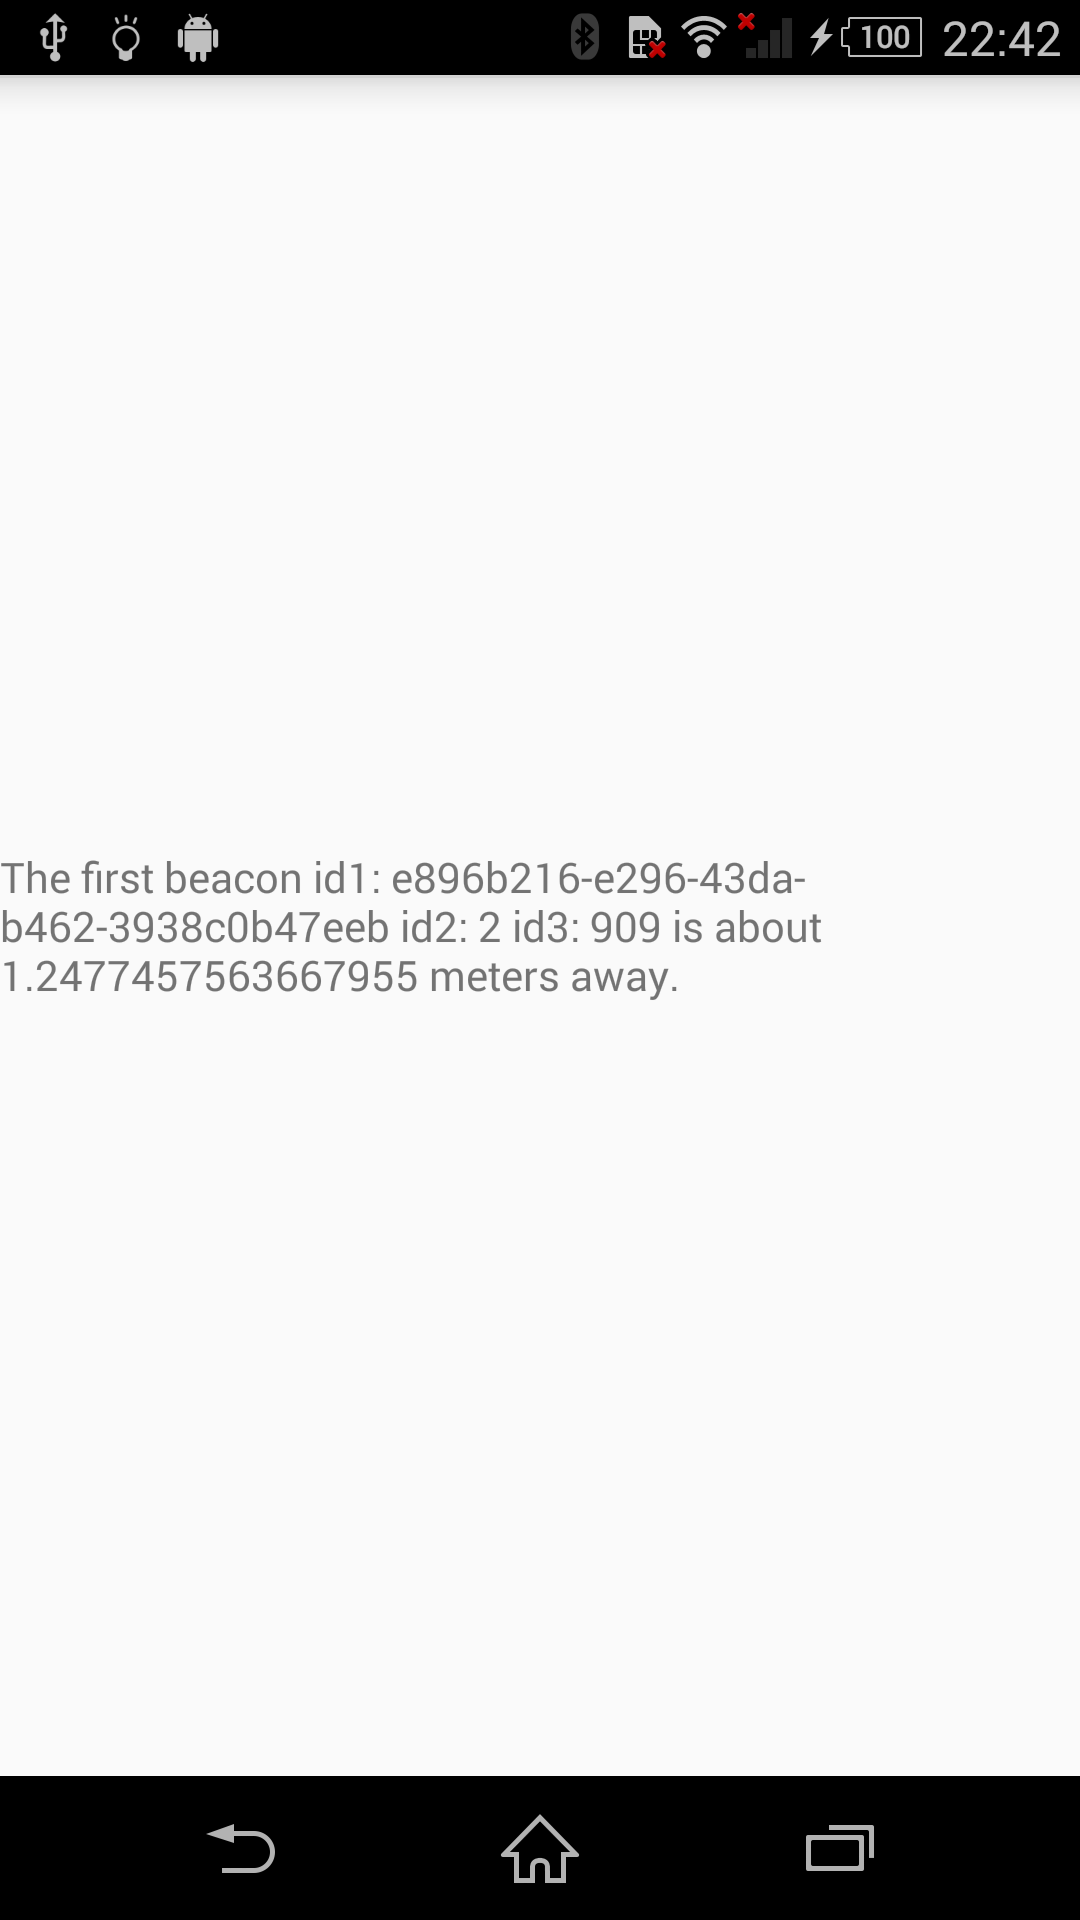 100 22:42
The first beacon id1: e896b216-e296-43da-
b462-3938c0b47eeb id2: 2 id3: 909 is about
1.2477457563667955 meters away.